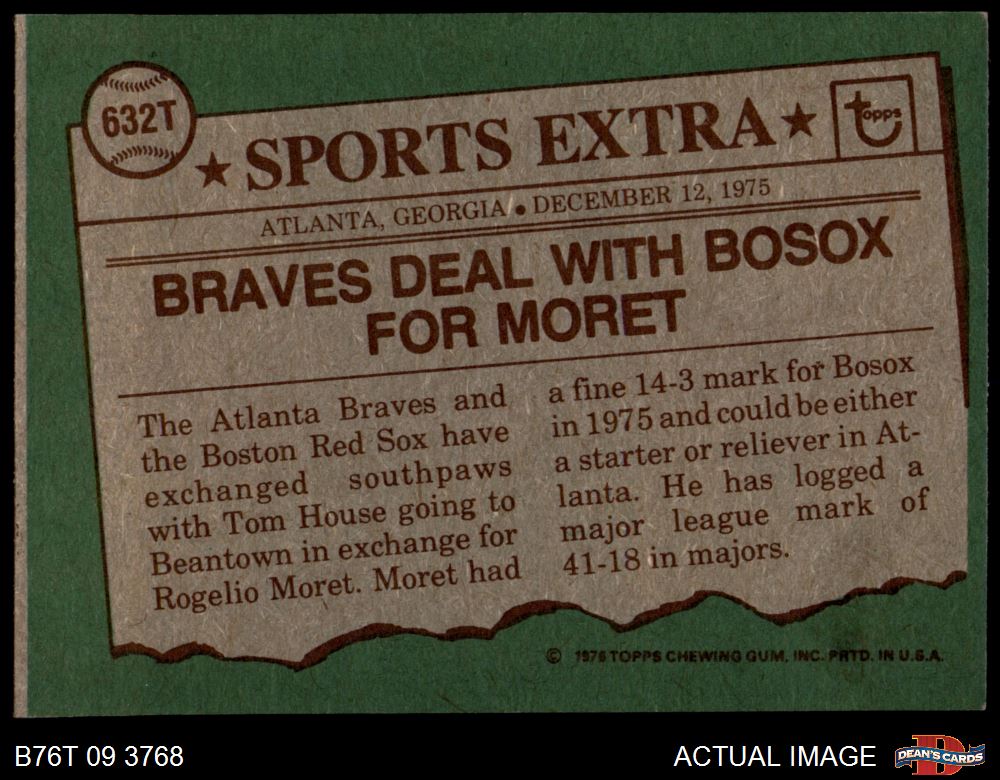 632T
★ SPORTS EXTRA ★
topps
ATLANTA, GEORGIA • DECEMBER 12, 1975
BRAVES DEAL WITH BOSOX
FOR MORET
The Atlanta Braves and
the Boston Red Sox have
exchanged southpaws
with Tom House going to
Beantown in exchange for
Rogelio Moret. Moret had
a fine 14-3 mark for Bosox
in 1975 and could be either
a starter or reliever in At-
lanta. He has logged a
major league mark of
41-18 in majors.
© 1976 TOPPS CHEWING GUM, INC. PRTD. IN U.S.A.
B76T 09 3768
ACTUAL IMAGE
DEAN'S CARDS